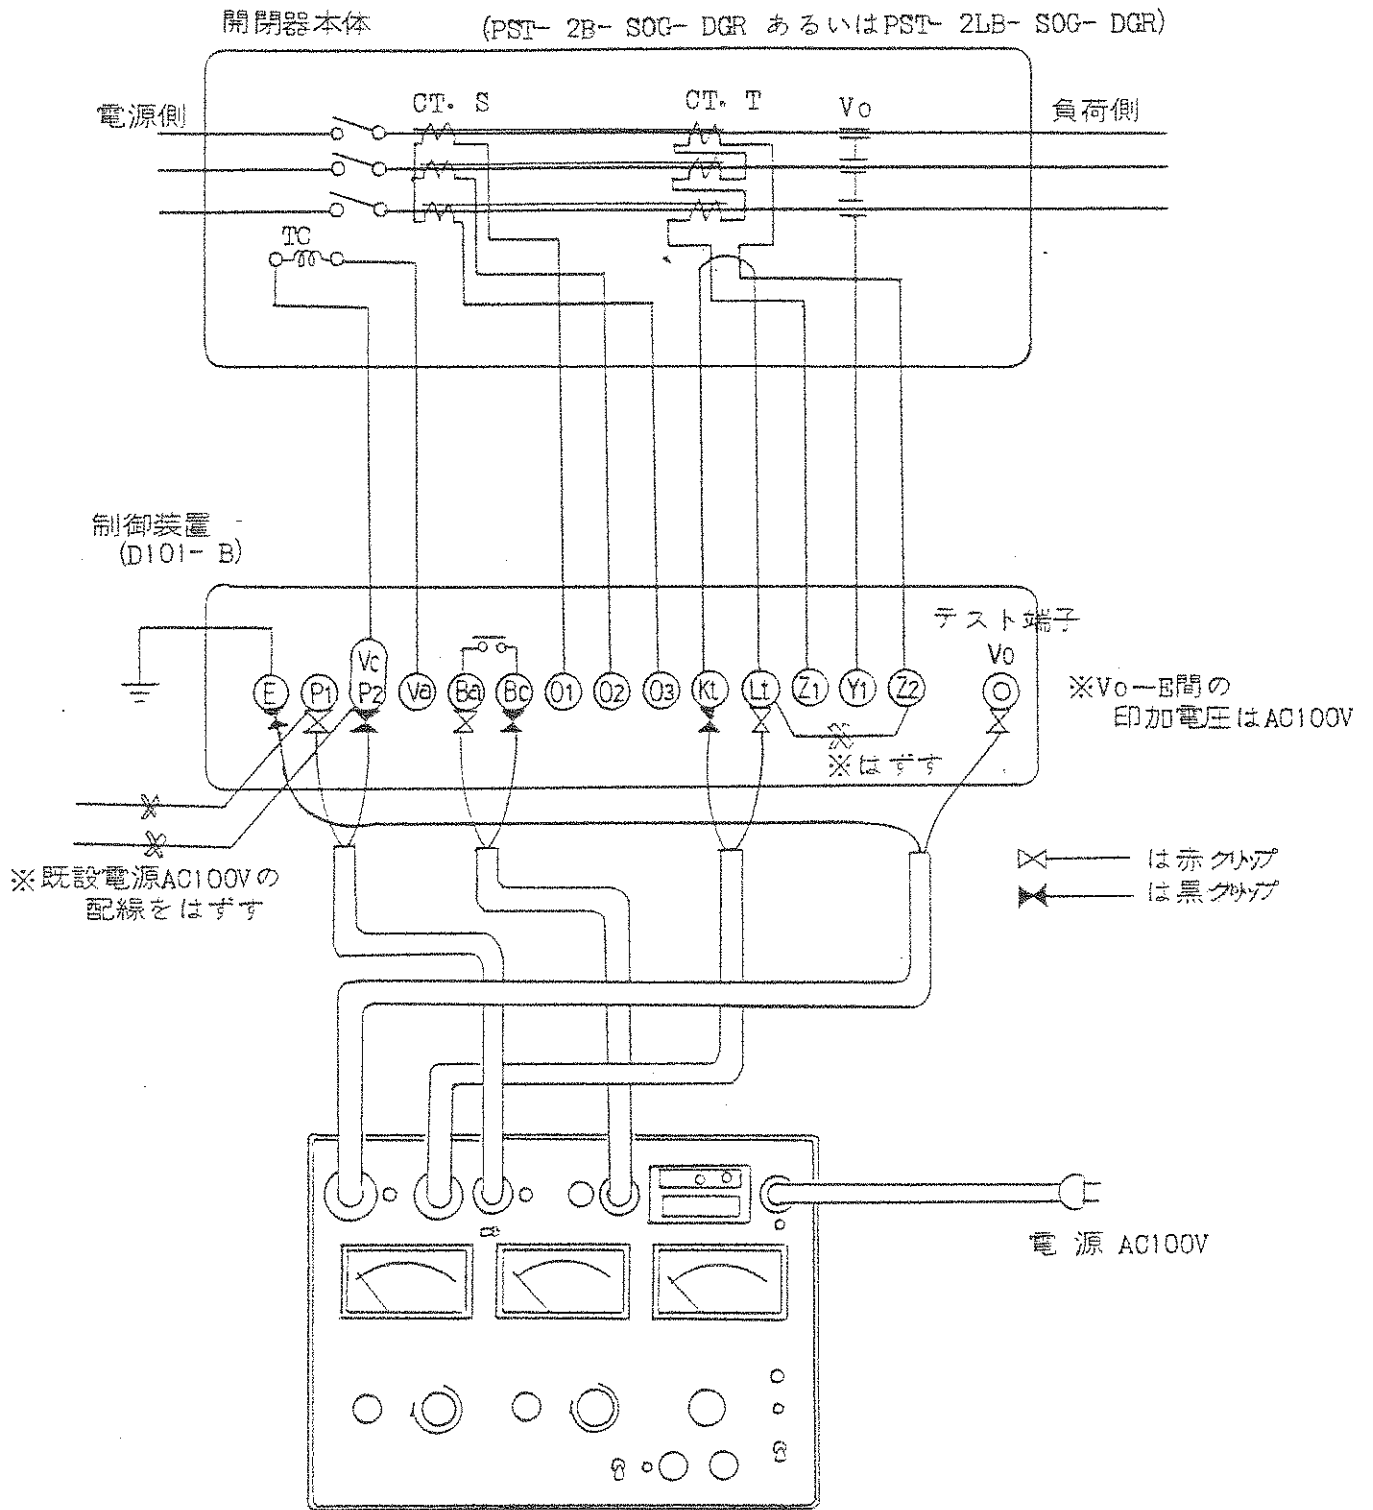 開閉器本体 (PST- 2B- SOG- DGR あるいはPST- 2LB- SOG- DGR)
電源側
CT. S
CT. T
Vo
負荷側
TC
制御装置
(D101- B)
テスト端子
E
P1
Vc
P2
Va
Ba
Bc
O1
O2
O3
Kt
Lt
Z1
Y1
Z2
VO
※Vo－E間の
印加電圧はAC100V
※はずす
※既設電源AC100Vの
配線をはずす
は赤クリップ
は黒クリップ
電 源 AC100V